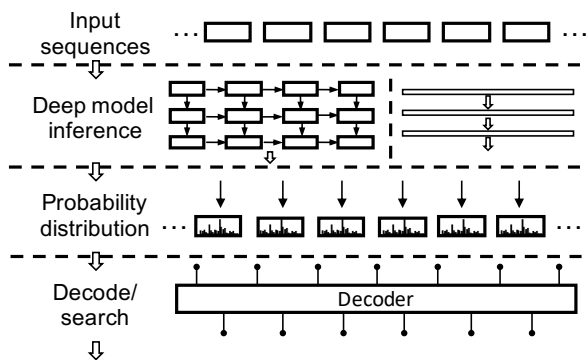 Input
sequences
Deep model
inference
Probability
distribution
Decode/
search
Decoder